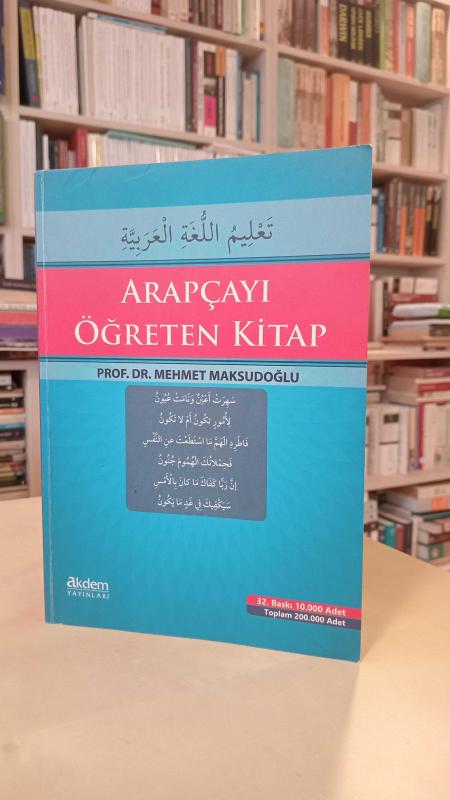 تَعْلِيمُ اللُّغَةِ الْعَرَبِيَّةِ
ARAPÇAYI
ÖĞRETEN KİTAP
PROF. DR. MEHMET MAKSUDOĞLU
سَهِرَتْ أَعْيُنٌ وَنَامَتْ عُيُونُ
لِأُمُورٍ تَكُونُ أَمْ لَا تَكُونُ
فَاطْرِدِ الْهَمَّ مَا اسْتَطَعْتَ عَنِ النَّفْسِ
فَحِمْلَانُكَ الْهُمُومَ جُنُونُ
إِنَّ رَبًّا كَفَاكَ مَا كَانَ بِالْأَمْسِ
سَيَكْفِيكَ فِي غَدٍ مَا يَكُونُ
akdem
YAYINLARI
32. Baskı 10.000 Adet
Toplam 200.000 Adet
DARWIN